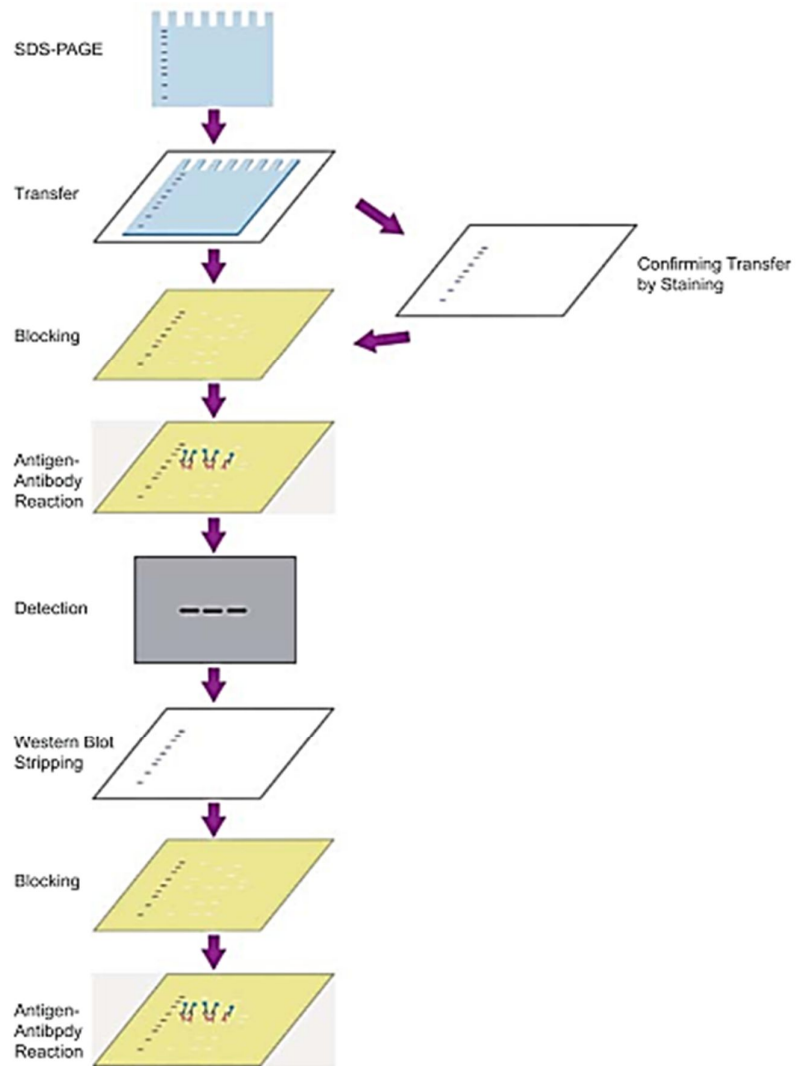 SDS-PAGE
Transfer
Confirming Transfer
by Staining
Blocking
Antigen-
Antibody
Reaction
Detection
Western Blot
Stripping
Blocking
Antigen-
Antibpdy
Reaction